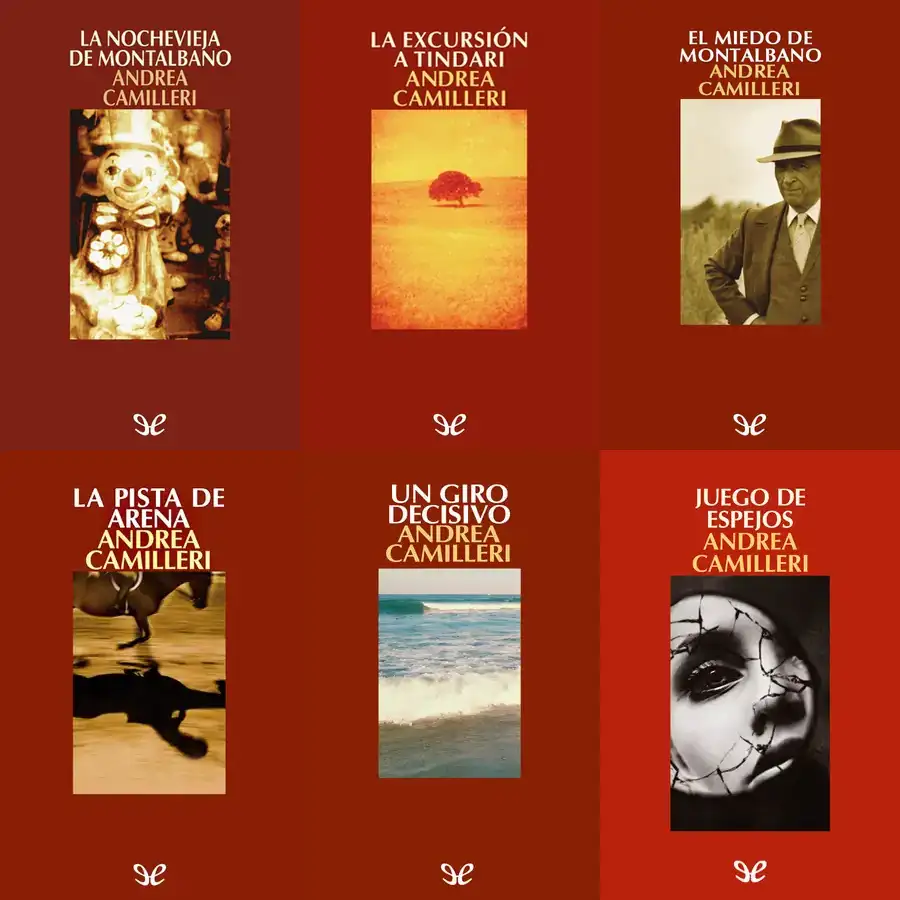 LA NOCHEVIEJA
DE MONTALBANO
ANDREA
CAMILLERI
LA EXCURSIÓN
A TINDARI
ANDREA
CAMILLERI
EL MIEDO DE
MONTALBANO
ANDREA
CAMILLERI
LA PISTA DE
ARENA
ANDREA
CAMILLERI
UN GIRO
DECISIVO
ANDREA
CAMILLERI
JUEGO DE
ESPEJOS
ANDREA
CAMILLERI